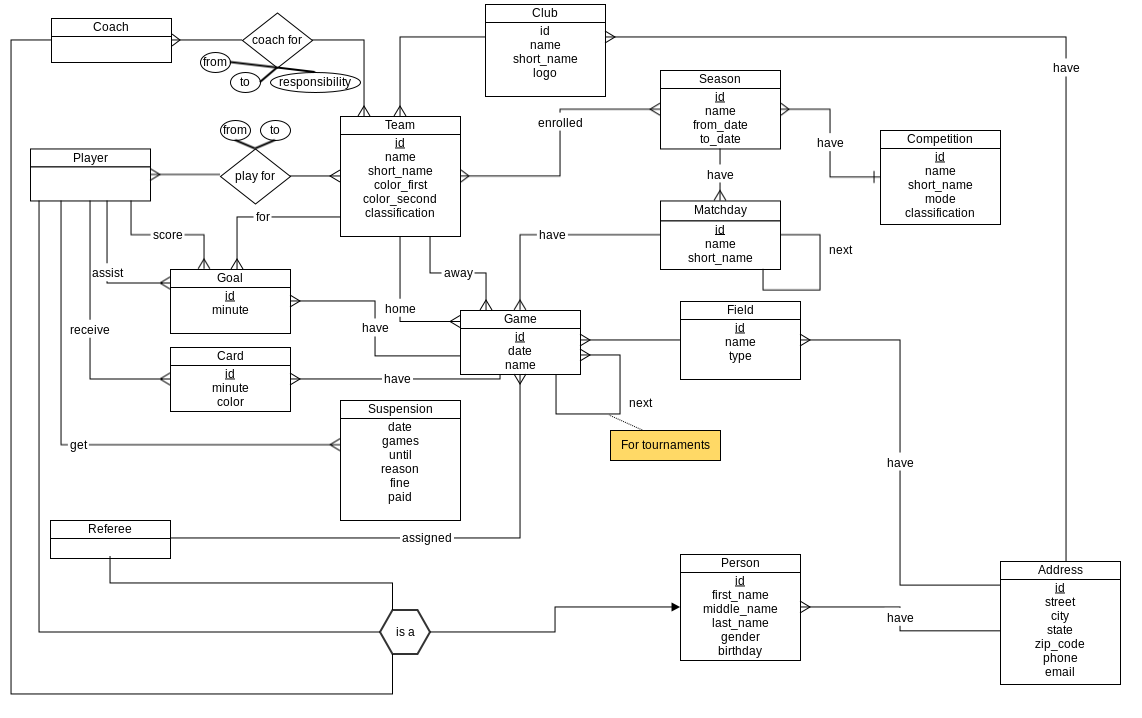 Coach
coach for
from
to
responsibility
Club
id
name
short_name
logo
have
Season
id
name
from_date
to_date
enrolled
have
Competition
id
name
short_name
mode
classification
Team
id
name
short_name
color_first
color_second
classification
from
to
play for
Player
have
Matchday
id
name
short_name
next
for
score
have
assist
away
Goal
id
minute
home
have
receive
Game
id
date
name
Field
id
name
type
Card
id
minute
color
have
next
For tournaments
Suspension
date
games
until
reason
fine
paid
get
have
Referee
assigned
Person
id
first_name
middle_name
last_name
gender
birthday
is a
have
Address
id
street
city
state
zip_code
phone
email